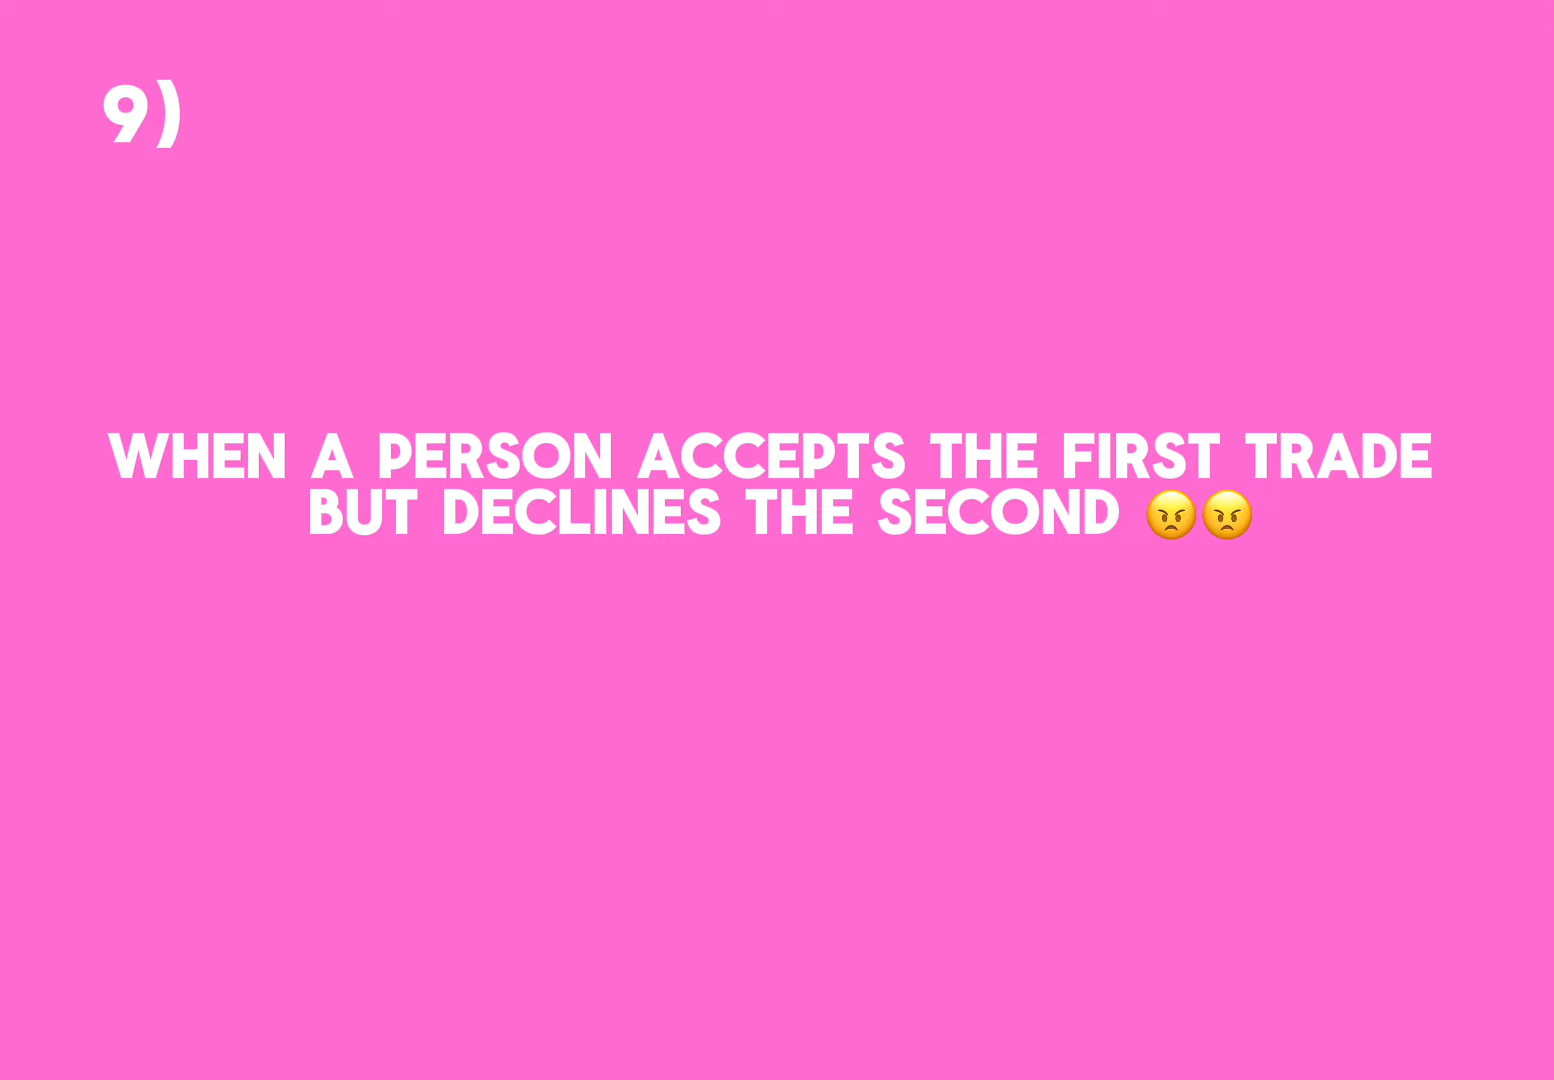 9)
WHEN A PERSON ACCEPTS THE FIRST TRADE
BUT DECLINES THE SECOND 😠😠